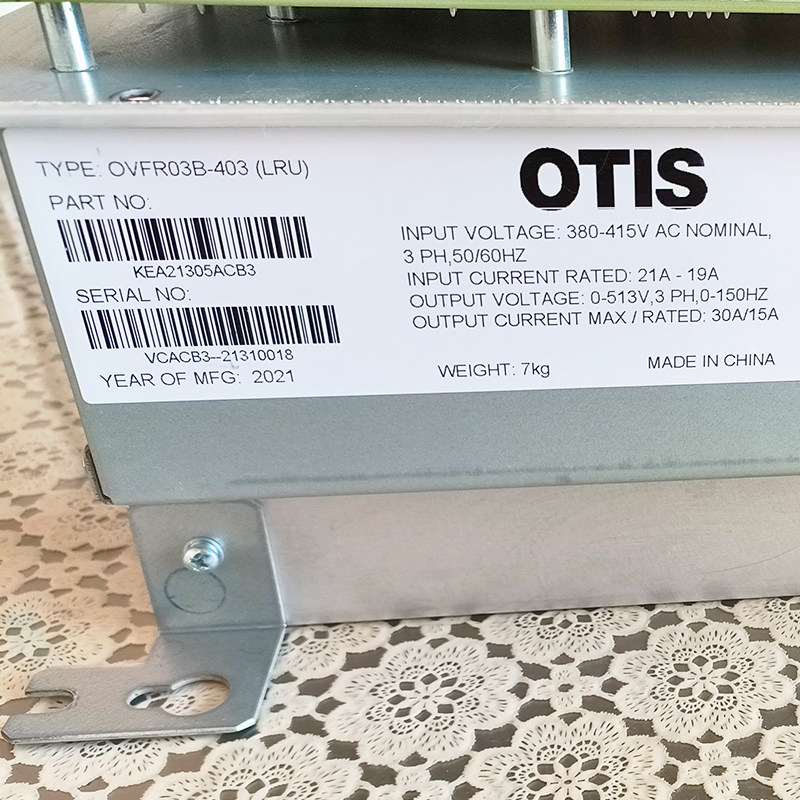 TYPE: OVFR03B-403 (LRU)
PART NO:
KEA21305ACB3
SERIAL NO:
VCACB3--21310018
YEAR OF MFG: 2021
OTIS
INPUT VOLTAGE: 380-415V AC NOMINAL,
3 PH,50/60HZ
INPUT CURRENT RATED: 21A - 19A
OUTPUT VOLTAGE: 0-513V,3 PH,0-150HZ
OUTPUT CURRENT MAX / RATED: 30A/15A
WEIGHT: 7kg
MADE IN CHINA